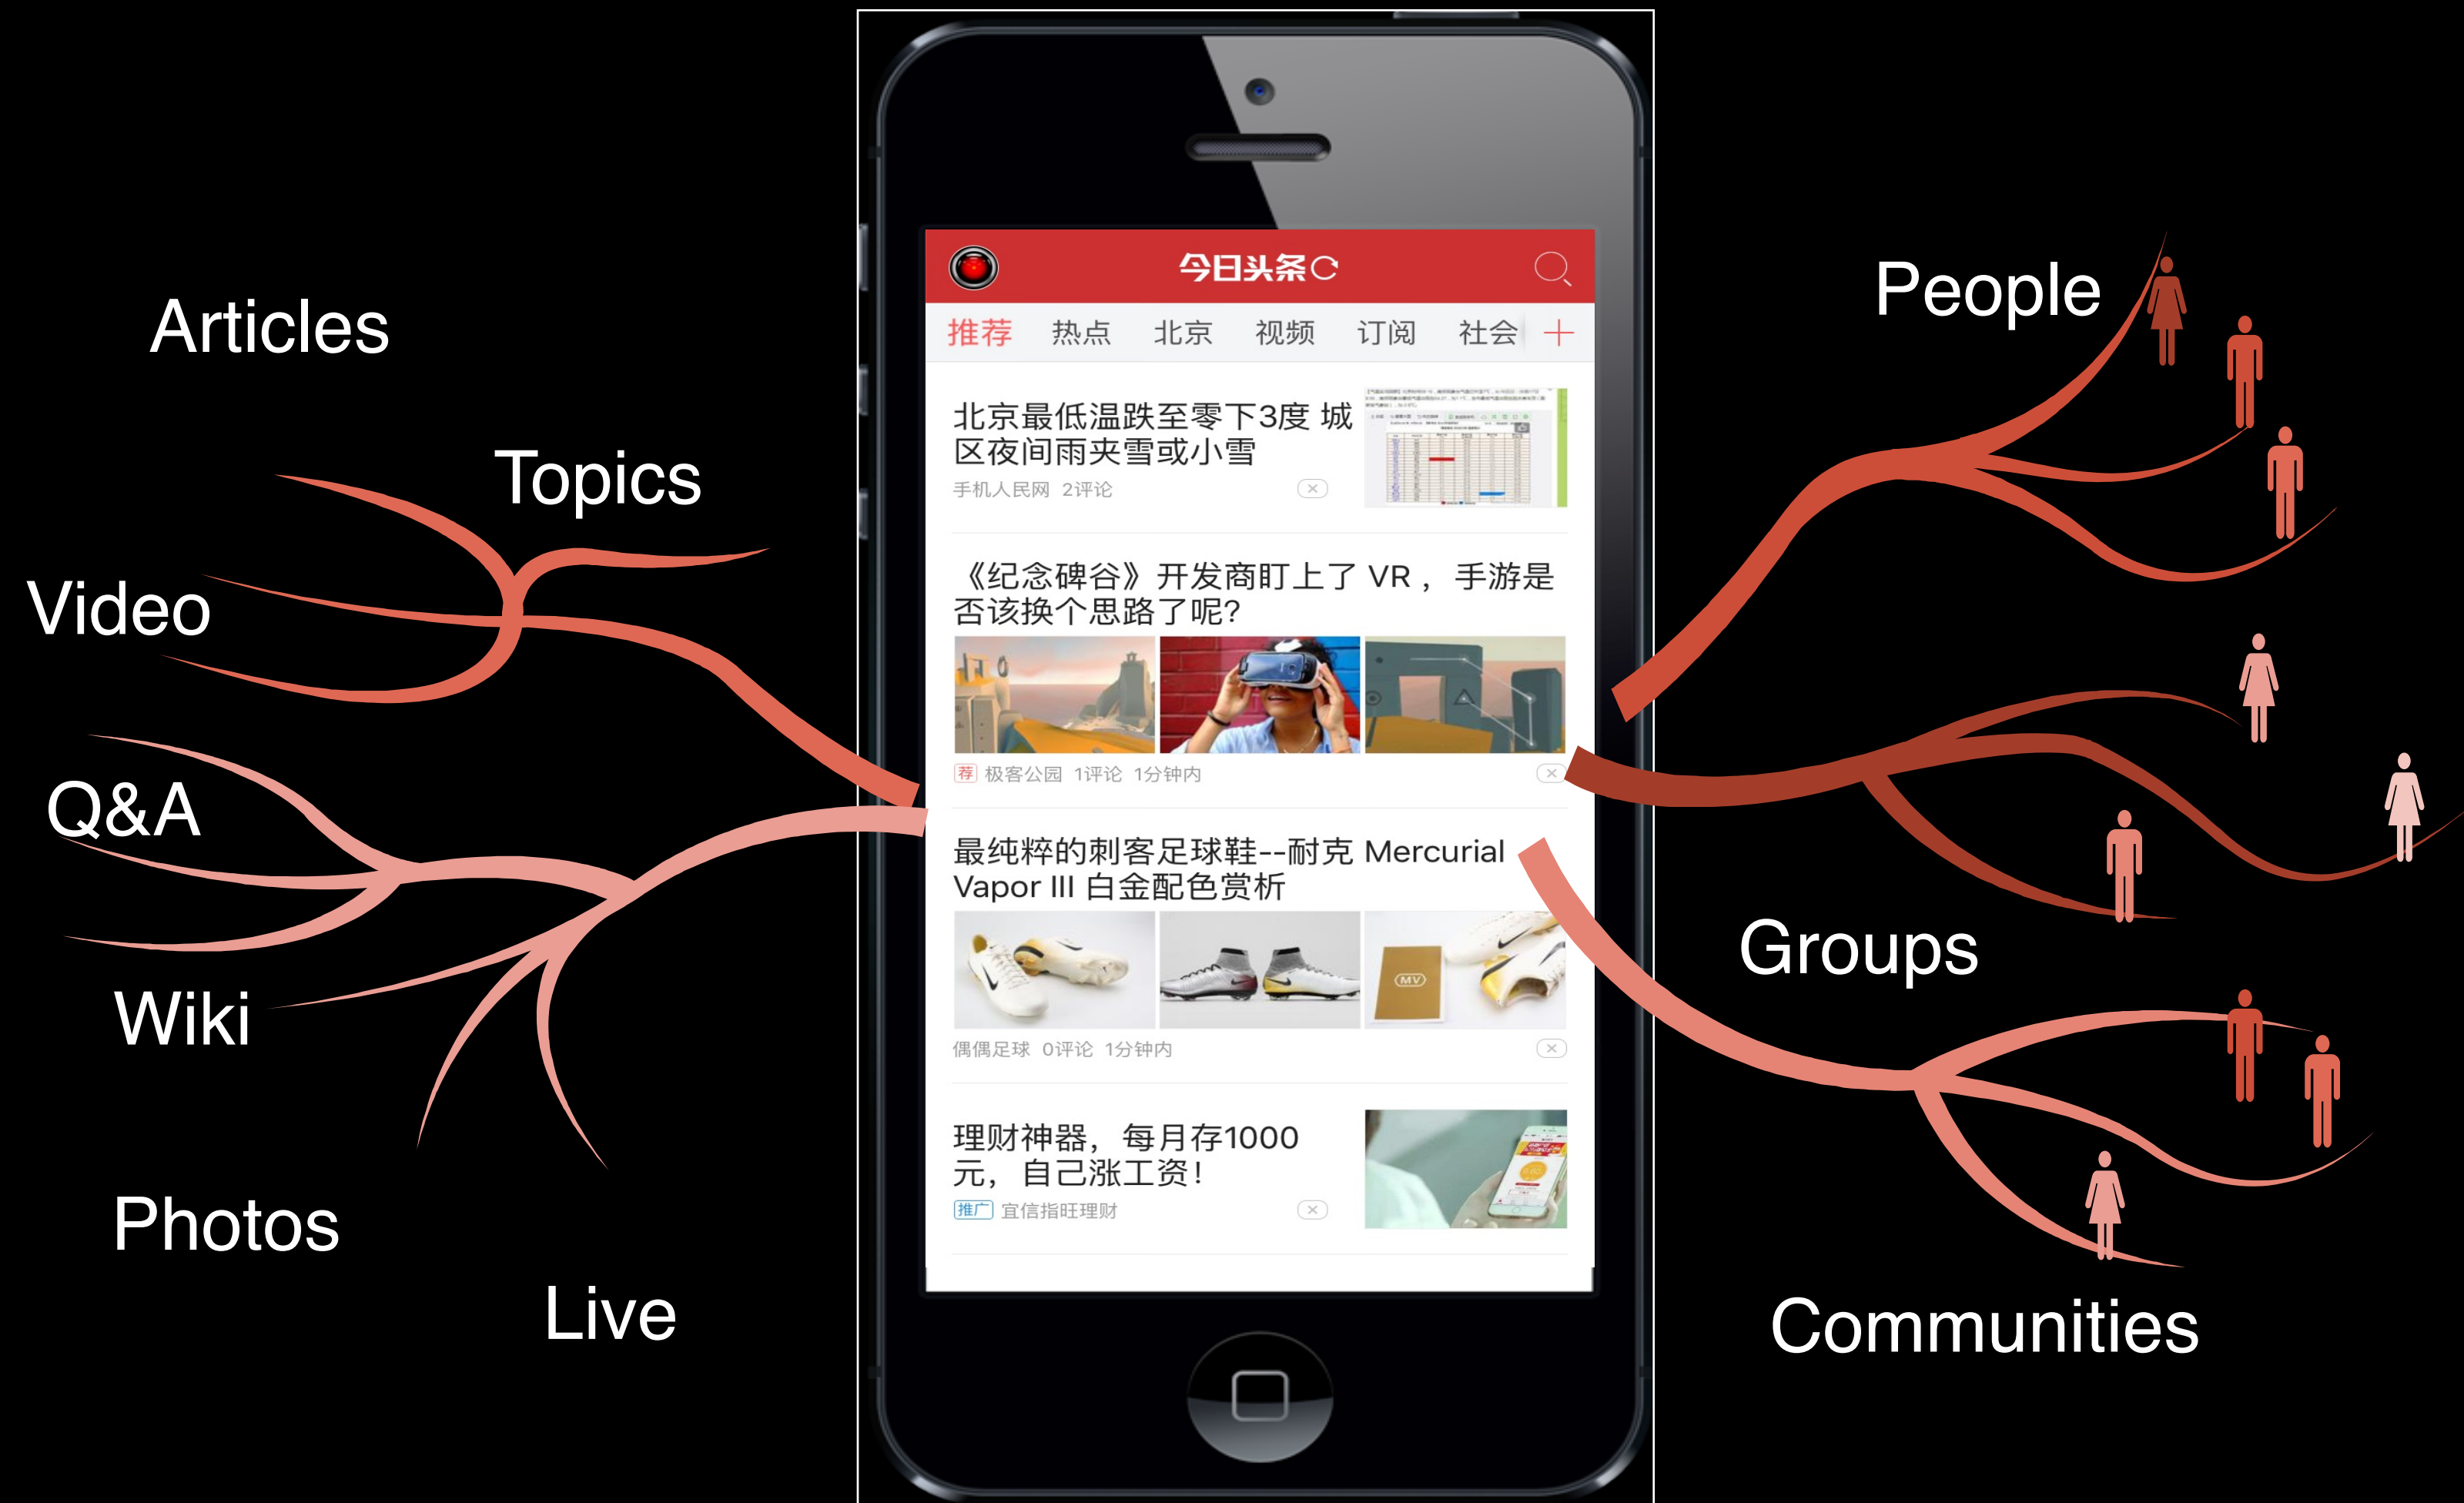 Articles
Topics
Video
Q&A
Wiki
Photos
Live
今日头条
推荐 热点 北京 视频 订阅 社会
北京最低温跌至零下3度 城
区夜间雨夹雪或小雪
手机人民网 2评论
《纪念碑谷》开发商盯上了 VR ， 手游是
否该换个思路了呢?
荐 极客公园 1评论 1分钟内
最纯粹的刺客足球鞋--耐克 Mercurial
Vapor III 白金配色赏析
MV
偶偶足球 0评论 1分钟内
理财神器，每月存1000
元，自己涨工资！
推广 宜信指旺理财
People
Groups
Communities